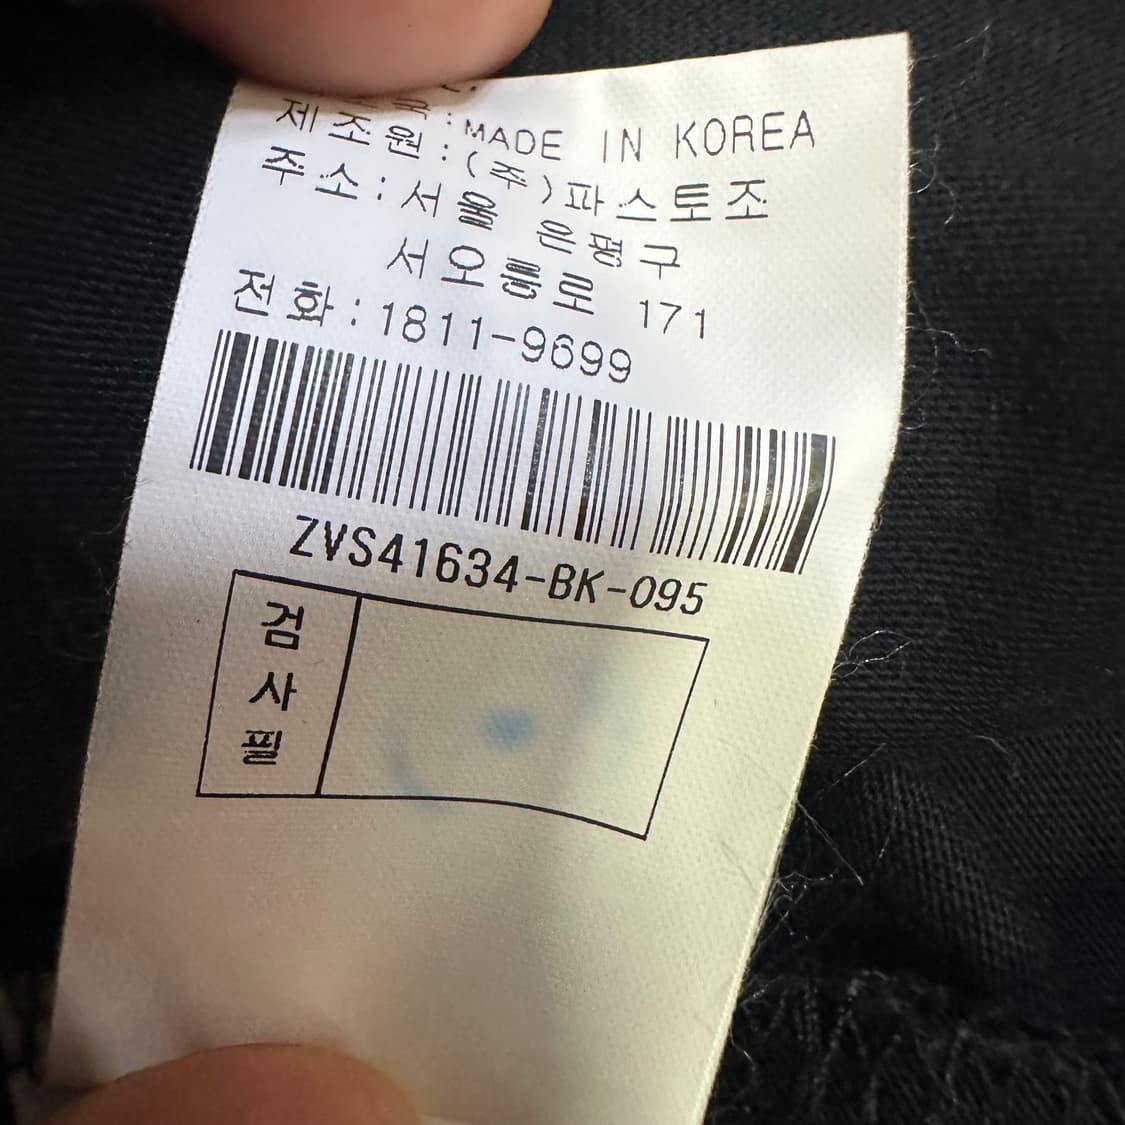 제조국:MADE IN KOREA
제조원:(주)파스토조
주소:서울 은평구
서오릉로 171
전화:1811-9699
ZVS41634-BK-095
검
사
필